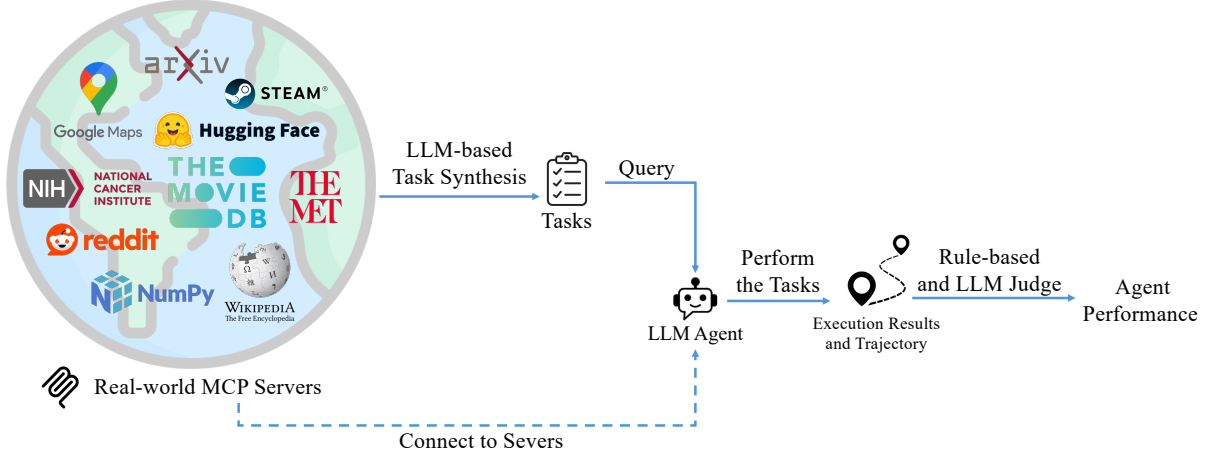 arXiv
STEAM®
Google Maps
Hugging Face
THE
MOVIE
DB
NIH
NATIONAL
CANCER
INSTITUTE
THE
MET
reddit
NumPy
WIKIPEDIA
The Free Encyclopedia
Real-world MCP Servers
LLM-based
Task Synthesis
Tasks
Query
LLM Agent
Perform
the Tasks
Execution Results
and Trajectory
Rule-based
and LLM Judge
Agent
Performance
Connect to Severs